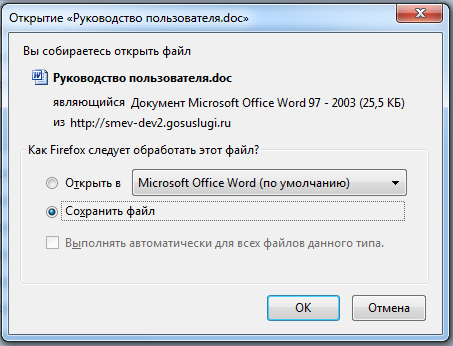 Открытие «Руководство пользователя.doc»
Вы собираетесь открыть файл
Руководство пользователя.doc
являющийся Документ Microsoft Office Word 97 - 2003 (25,5 КБ)
из http://smev-dev2.gosuslugi.ru
Как Firefox следует обработать этот файл?
Открыть в Microsoft Office Word (по умолчанию)
Сохранить файл
Выполнять автоматически для всех файлов данного типа.
ОК Отмена